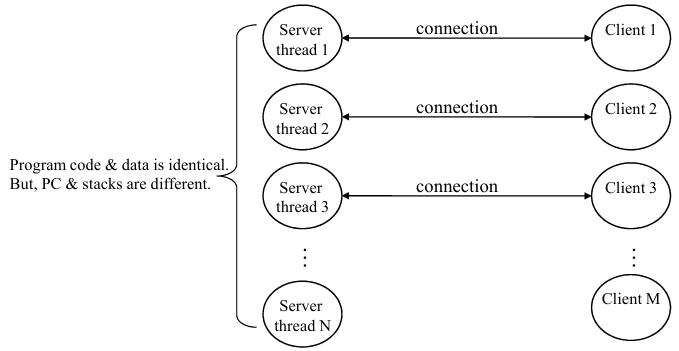 Server
thread 1
connection
Client 1
Server
thread 2
connection
Client 2
Program code & data is identical.
But, PC & stacks are different.
Server
thread 3
connection
Client 3
Server
thread N
Client M